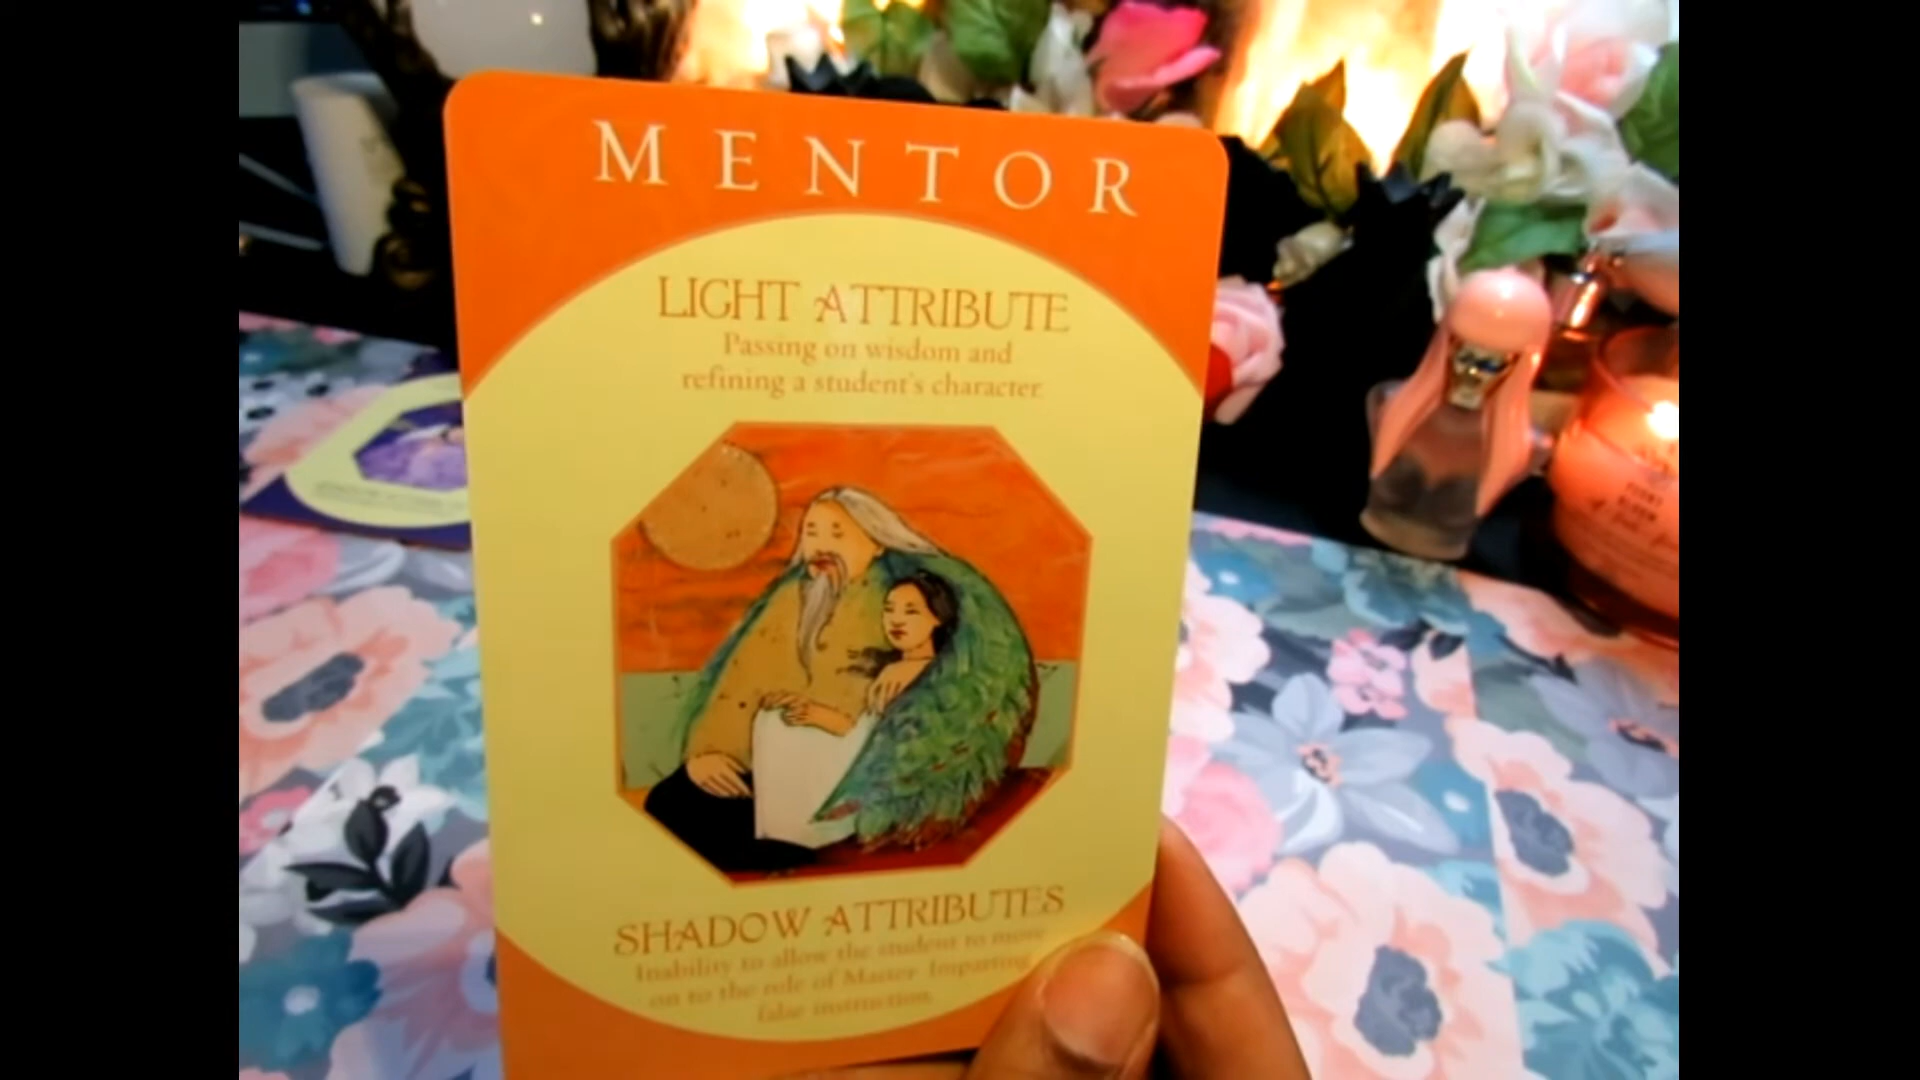 MENTOR
LIGHT ATTRIBUTE
Passing on wisdom and
refining a student's character.
SHADOW ATTRIBUTES
Inability to allow the student to move
on to the role of Master. Imparting
false instruction.